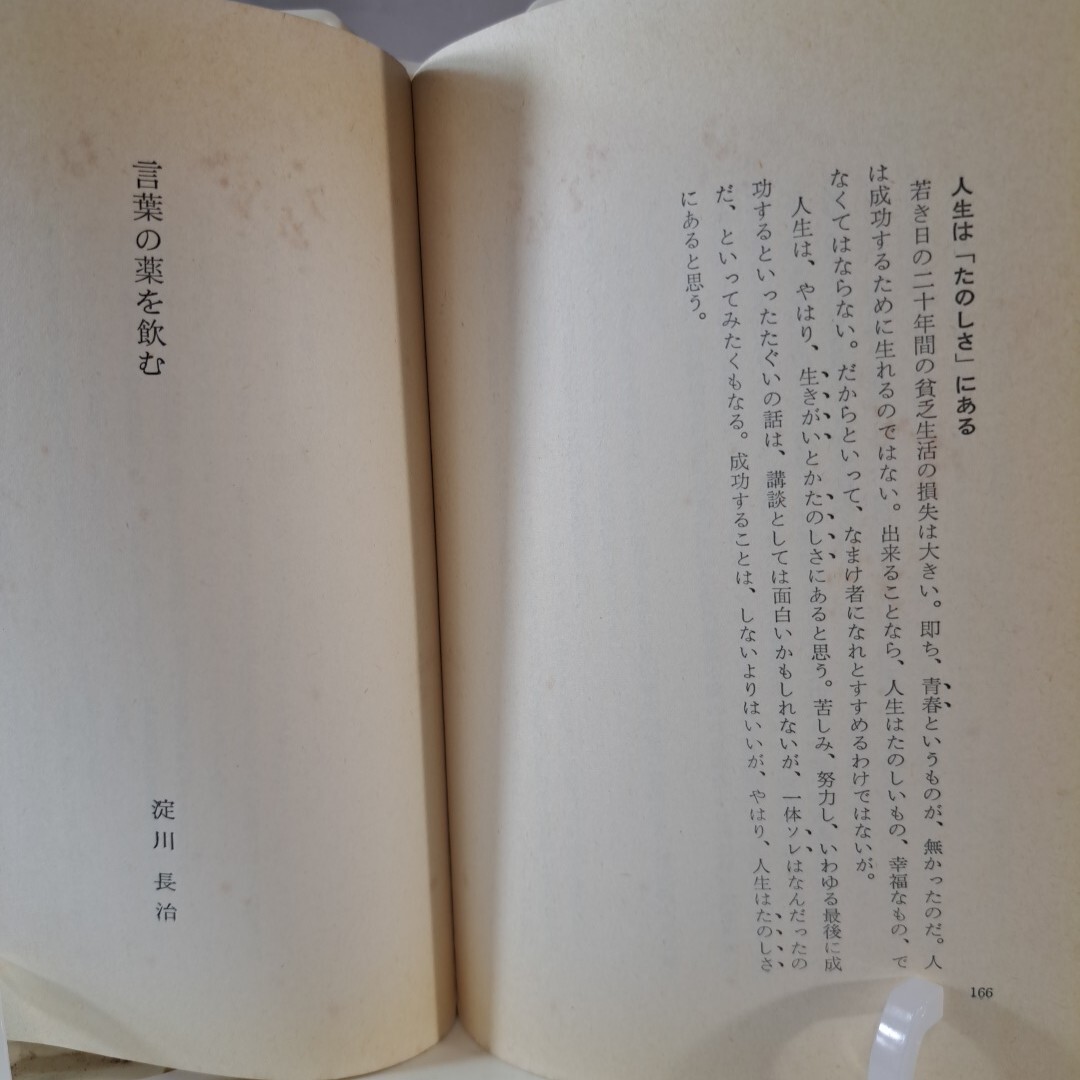 人生は「たのしさ」にある
若き日の二十年間の貧乏生活の損失は大きい。即ち、青春というものが、無かったのだ。人
は成功するために生れるのではない。出来ることなら、人生はたのしいもの、幸福なもの、で
なくてはならない。だからといって、なまけ者になれとすすめるわけではないが。
人生は、やはり、生きがいとかたのしさにあると思う。苦しみ、努力し、いわゆる最後に成
功するといったたぐいの話は、講談としては面白いかもしれないが、一体ソレはなんだったの
だ、といってみたくもなる。成功することは、しないよりはいいが、やはり、人生はたのしさ
にあると思う。
166
言葉の薬を飲む
淀川長治